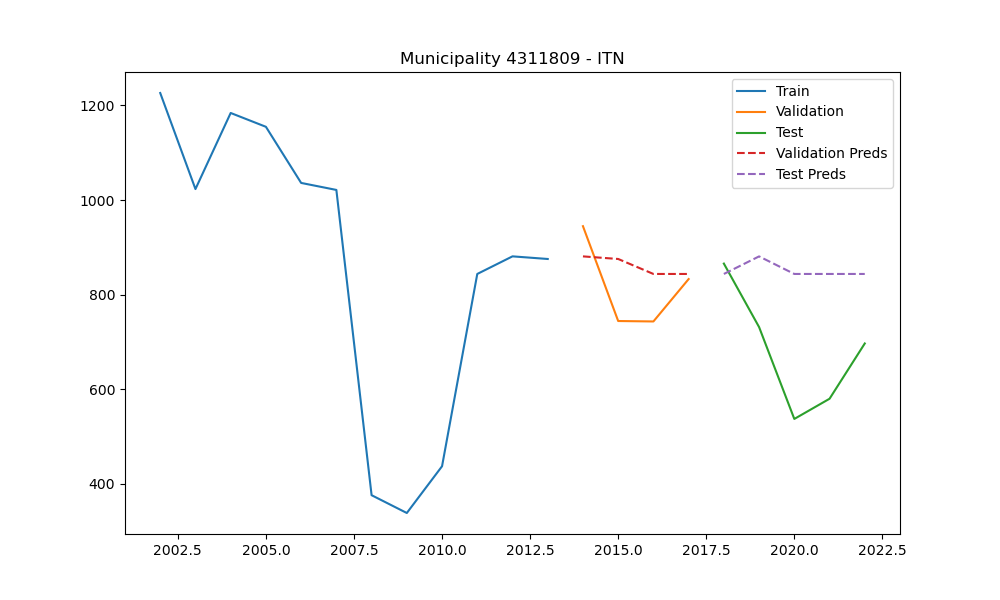 Municipality 4311809 - ITN
Train
Validation
Test
Validation Preds
Test Preds
1200
1000
800
600
400
2002.5 2005.0 2007.5 2010.0 2012.5 2015.0 2017.5 2020.0 2022.5